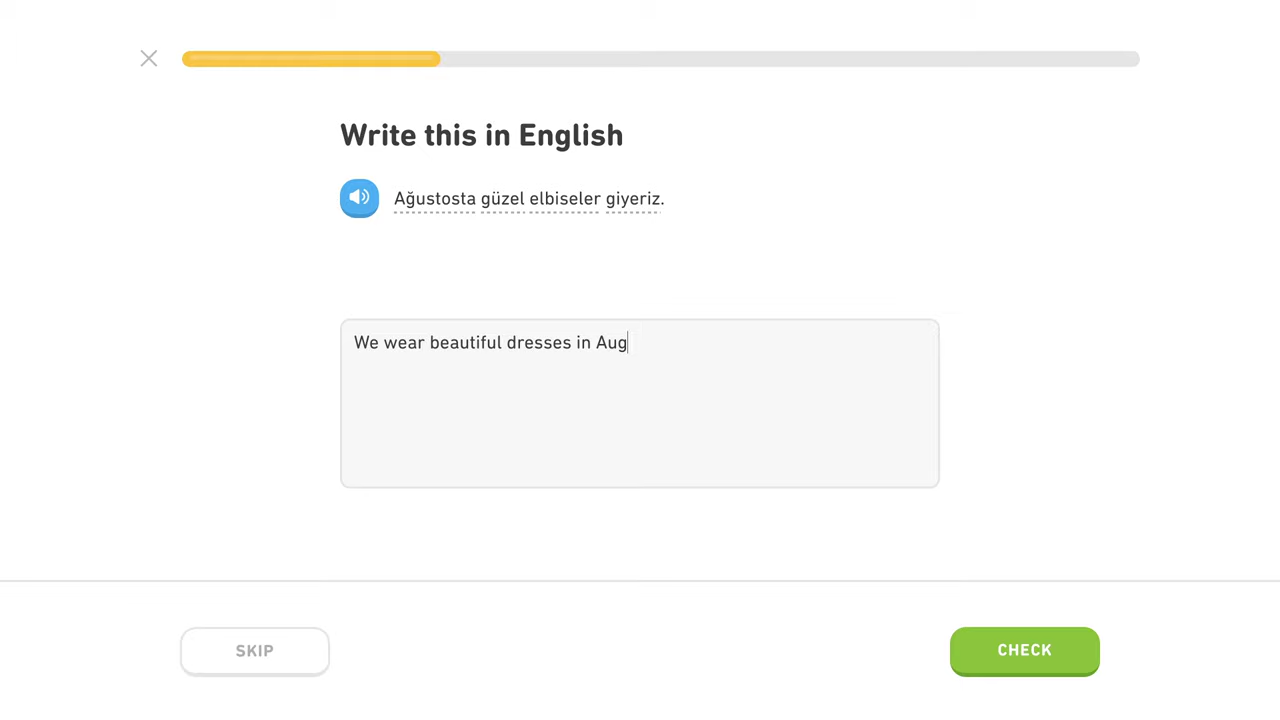 Write this in English
Ağustosta güzel elbiseler giyeriz.
We wear beautiful dresses in Aug
SKIP
CHECK